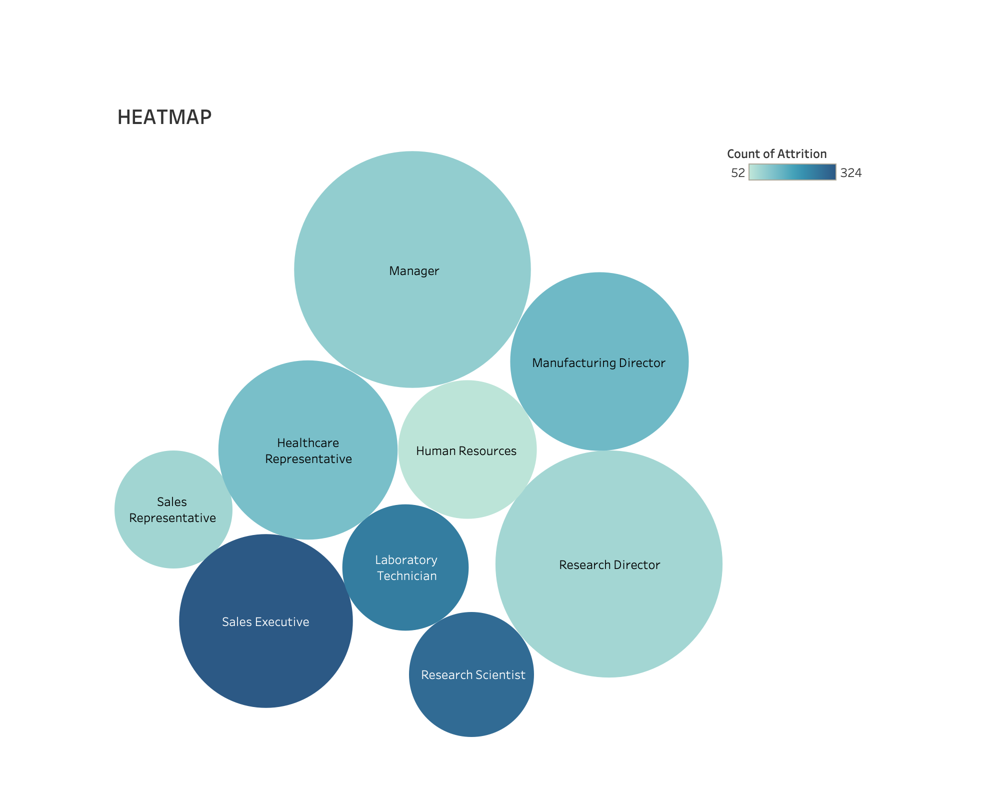 HEATMAP
Count of Attrition
52
324
Manager
Manufacturing Director
Healthcare
Representative
Human Resources
Sales
Representative
Laboratory
Technician
Research Director
Sales Executive
Research Scientist